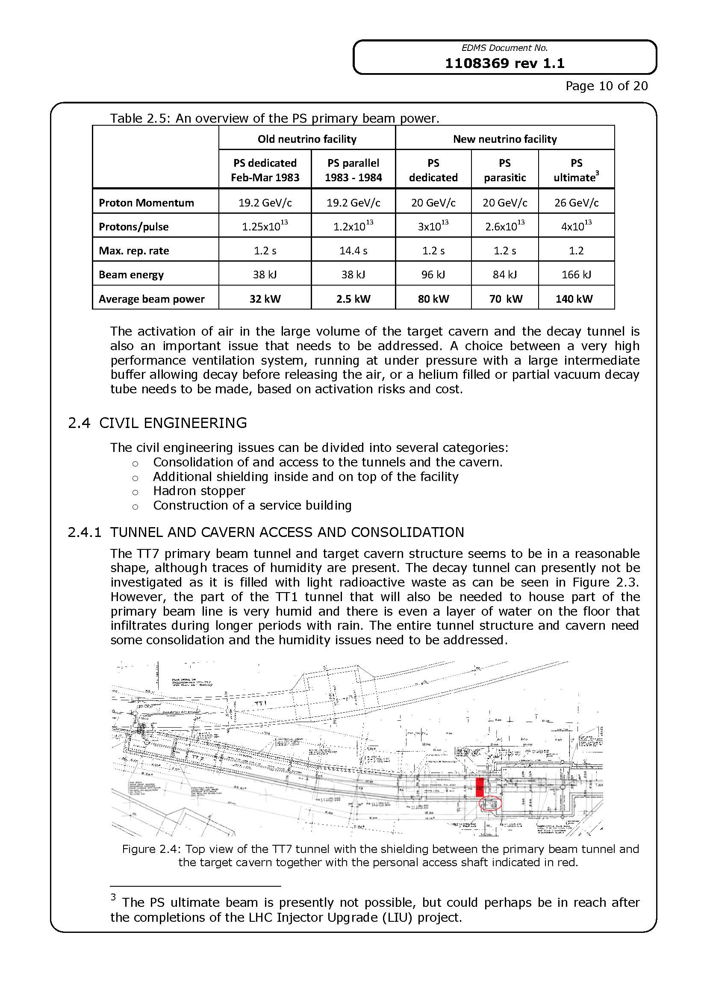 EDMS Document No.
1108369 rev 1.1
Page 10 of 20
Table 2.5: An overview of the PS primary beam power.
Old neutrino facility New neutrino facility
PS dedicated Feb-Mar 1983 PS parallel 1983 - 1984 PS dedicated PS parasitic PS ultimate³
Proton Momentum 19.2 GeV/c 19.2 GeV/c 20 GeV/c 20 GeV/c 26 GeV/c
Protons/pulse 1.25x10¹³ 1.2x10¹³ 3x10¹³ 2.6x10¹³ 4x10¹³
Max. rep. rate 1.2 s 14.4 s 1.2 s 1.2 s 1.2
Beam energy 38 kJ 38 kJ 96 kJ 84 kJ 166 kJ
Average beam power 32 kW 2.5 kW 80 kW 70 kW 140 kW
The activation of air in the large volume of the target cavern and the decay tunnel is
also an important issue that needs to be addressed. A choice between a very high
performance ventilation system, running at under pressure with a large intermediate
buffer allowing decay before releasing the air, or a helium filled or partial vacuum decay
tube needs to be made, based on activation risks and cost.
2.4 CIVIL ENGINEERING
The civil engineering issues can be divided into several categories:
o Consolidation of and access to the tunnels and the cavern.
o Additional shielding inside and on top of the facility
o Hadron stopper
o Construction of a service building
2.4.1 TUNNEL AND CAVERN ACCESS AND CONSOLIDATION
The TT7 primary beam tunnel and target cavern structure seems to be in a reasonable
shape, although traces of humidity are present. The decay tunnel can presently not be
investigated as it is filled with light radioactive waste as can be seen in Figure 2.3.
However, the part of the TT1 tunnel that will also be needed to house part of the
primary beam line is very humid and there is even a layer of water on the floor that
infiltrates during longer periods with rain. The entire tunnel structure and cavern need
some consolidation and the humidity issues need to be addressed.
TT1
TT7
Figure 2.4: Top view of the TT7 tunnel with the shielding between the primary beam tunnel and
the target cavern together with the personal access shaft indicated in red.
³ The PS ultimate beam is presently not possible, but could perhaps be in reach after
the completions of the LHC Injector Upgrade (LIU) project.